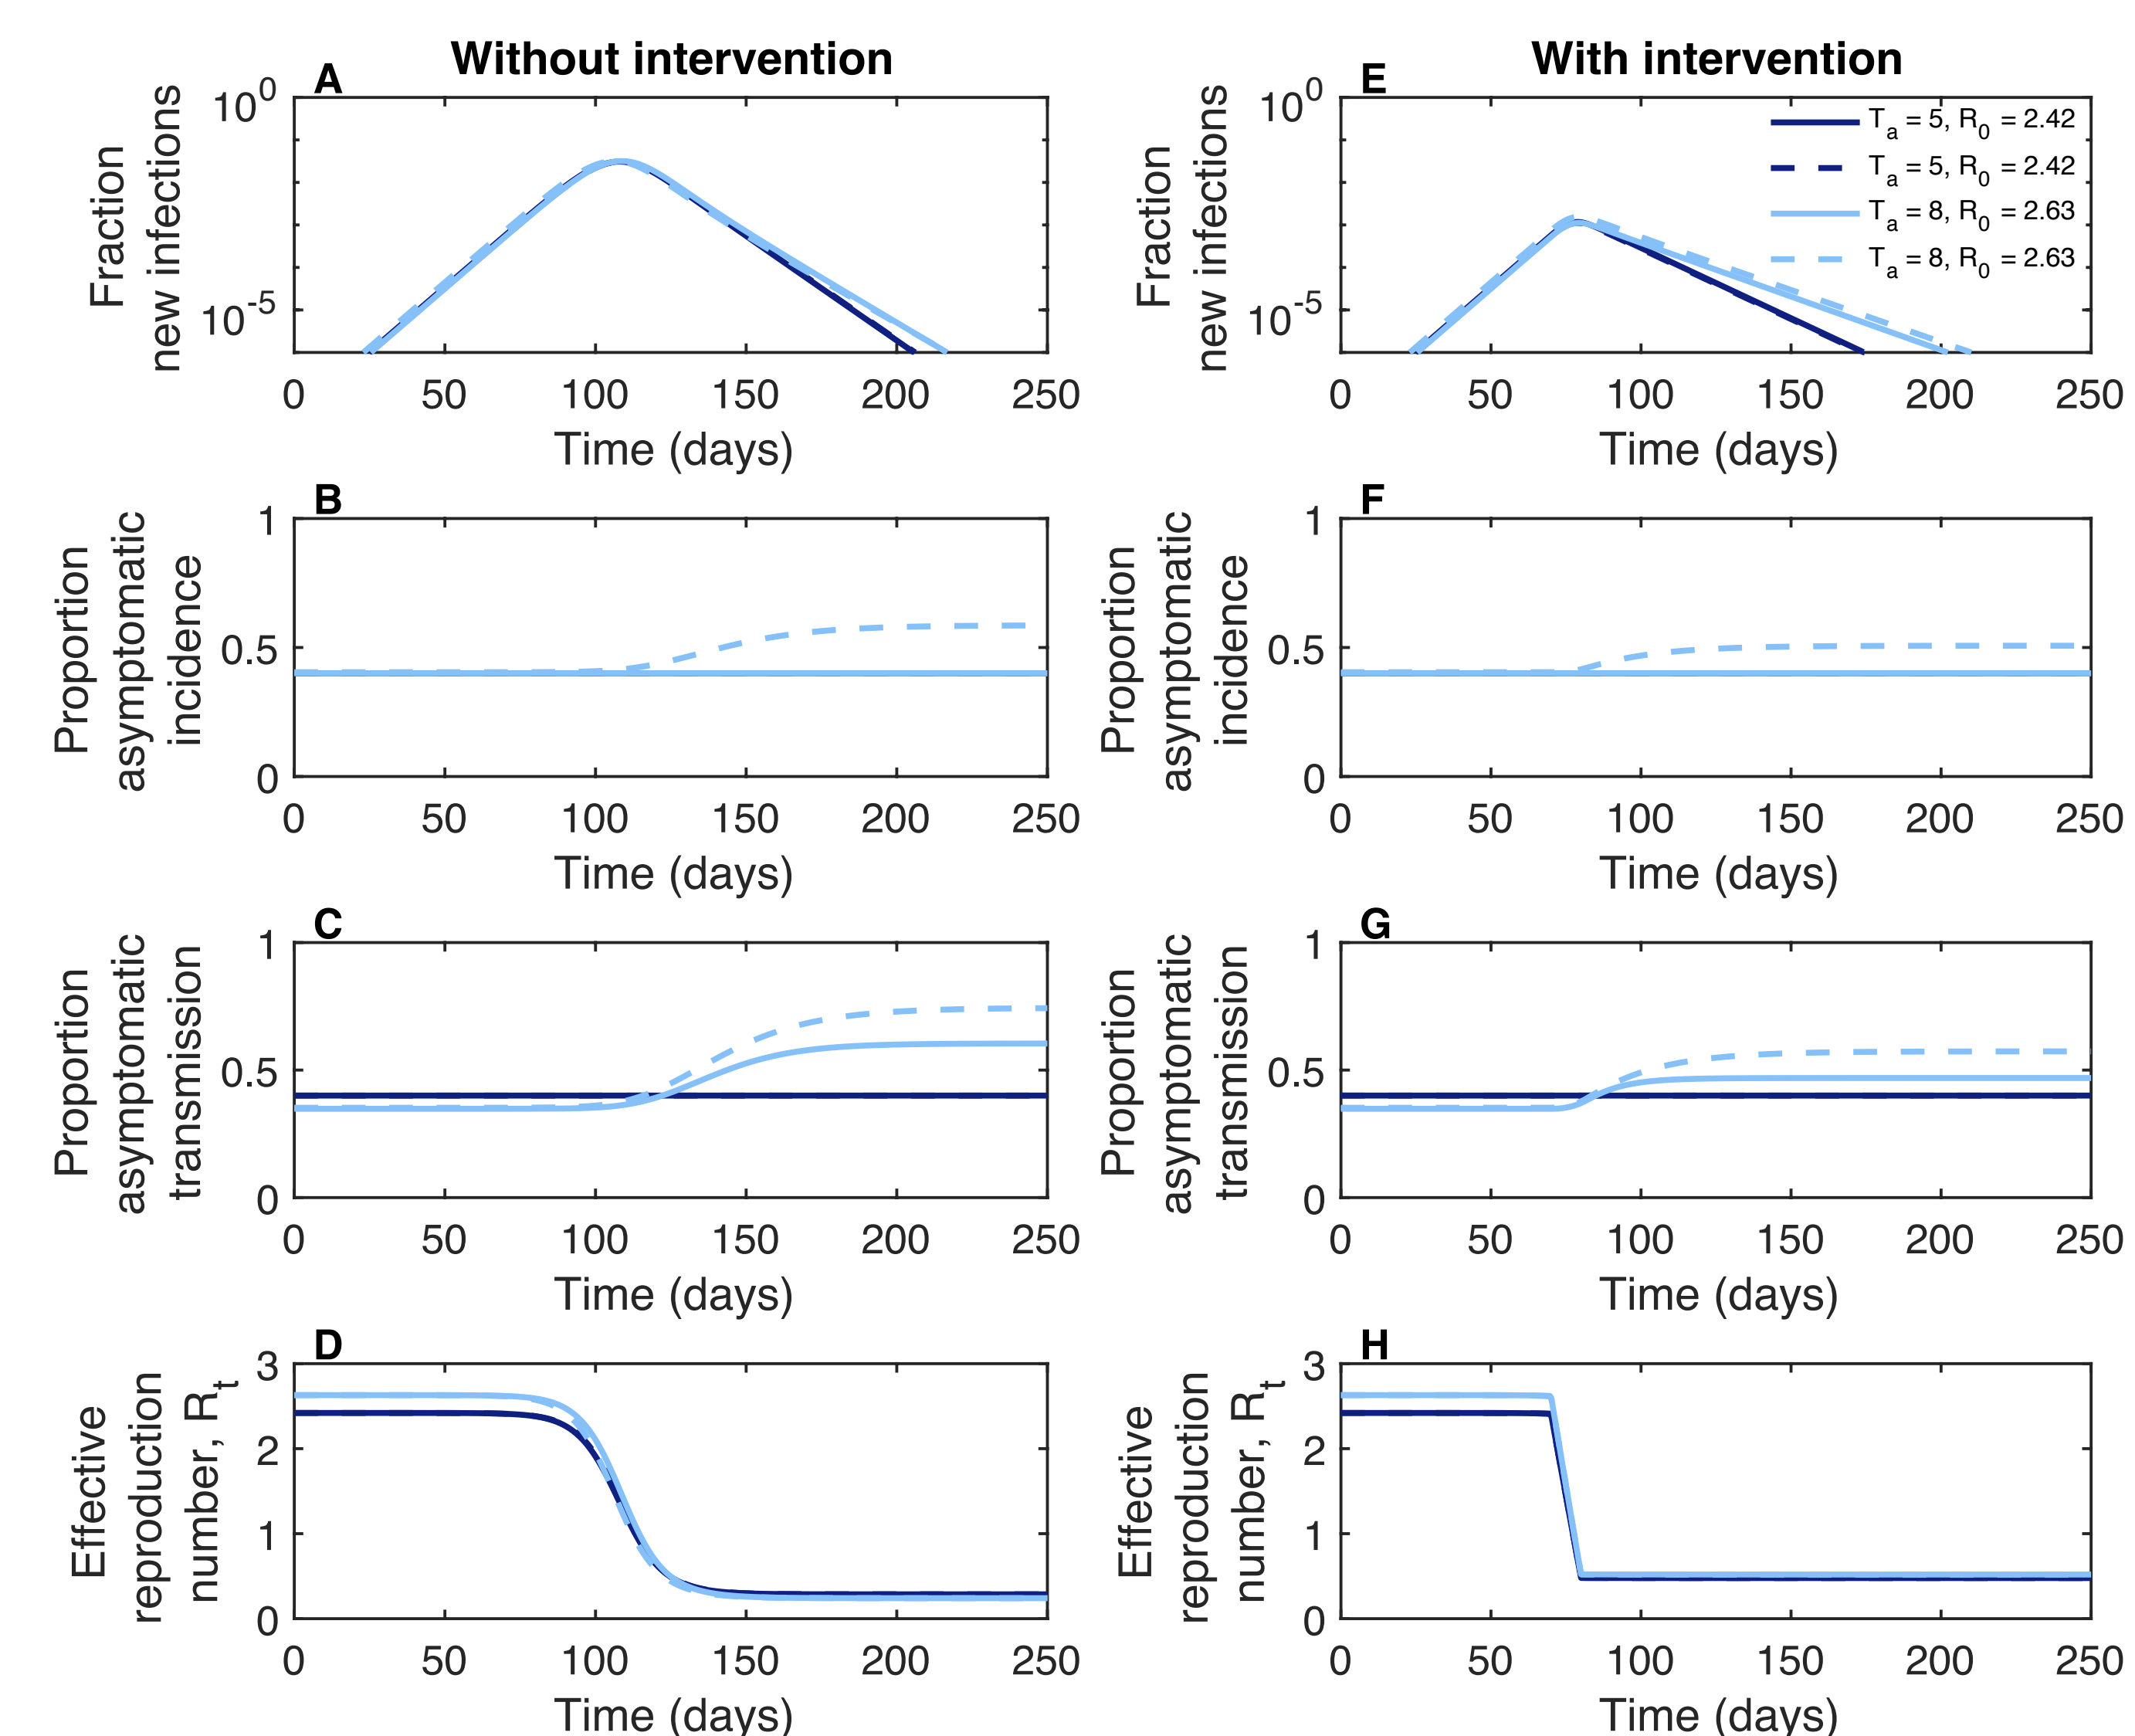 Without intervention
With intervention
A
Fraction
new infections
10^0
10^-5
0 50 100 150 200 250
Time (days)
E
Fraction
new infections
10^0
10^-5
T_a = 5, R_0 = 2.42
T_a = 5, R_0 = 2.42
T_a = 8, R_0 = 2.63
T_a = 8, R_0 = 2.63
0 50 100 150 200 250
Time (days)
B
Proportion
asymptomatic
incidence
1
0.5
0
0 50 100 150 200 250
Time (days)
F
Proportion
asymptomatic
incidence
1
0.5
0
0 50 100 150 200 250
Time (days)
C
Proportion
asymptomatic
transmission
1
0.5
0
0 50 100 150 200 250
Time (days)
G
Proportion
asymptomatic
transmission
1
0.5
0
0 50 100 150 200 250
Time (days)
D
Effective
reproduction
number, R_t
3
2
1
0
0 50 100 150 200 250
Time (days)
H
Effective
reproduction
number, R_t
3
2
1
0
0 50 100 150 200 250
Time (days)